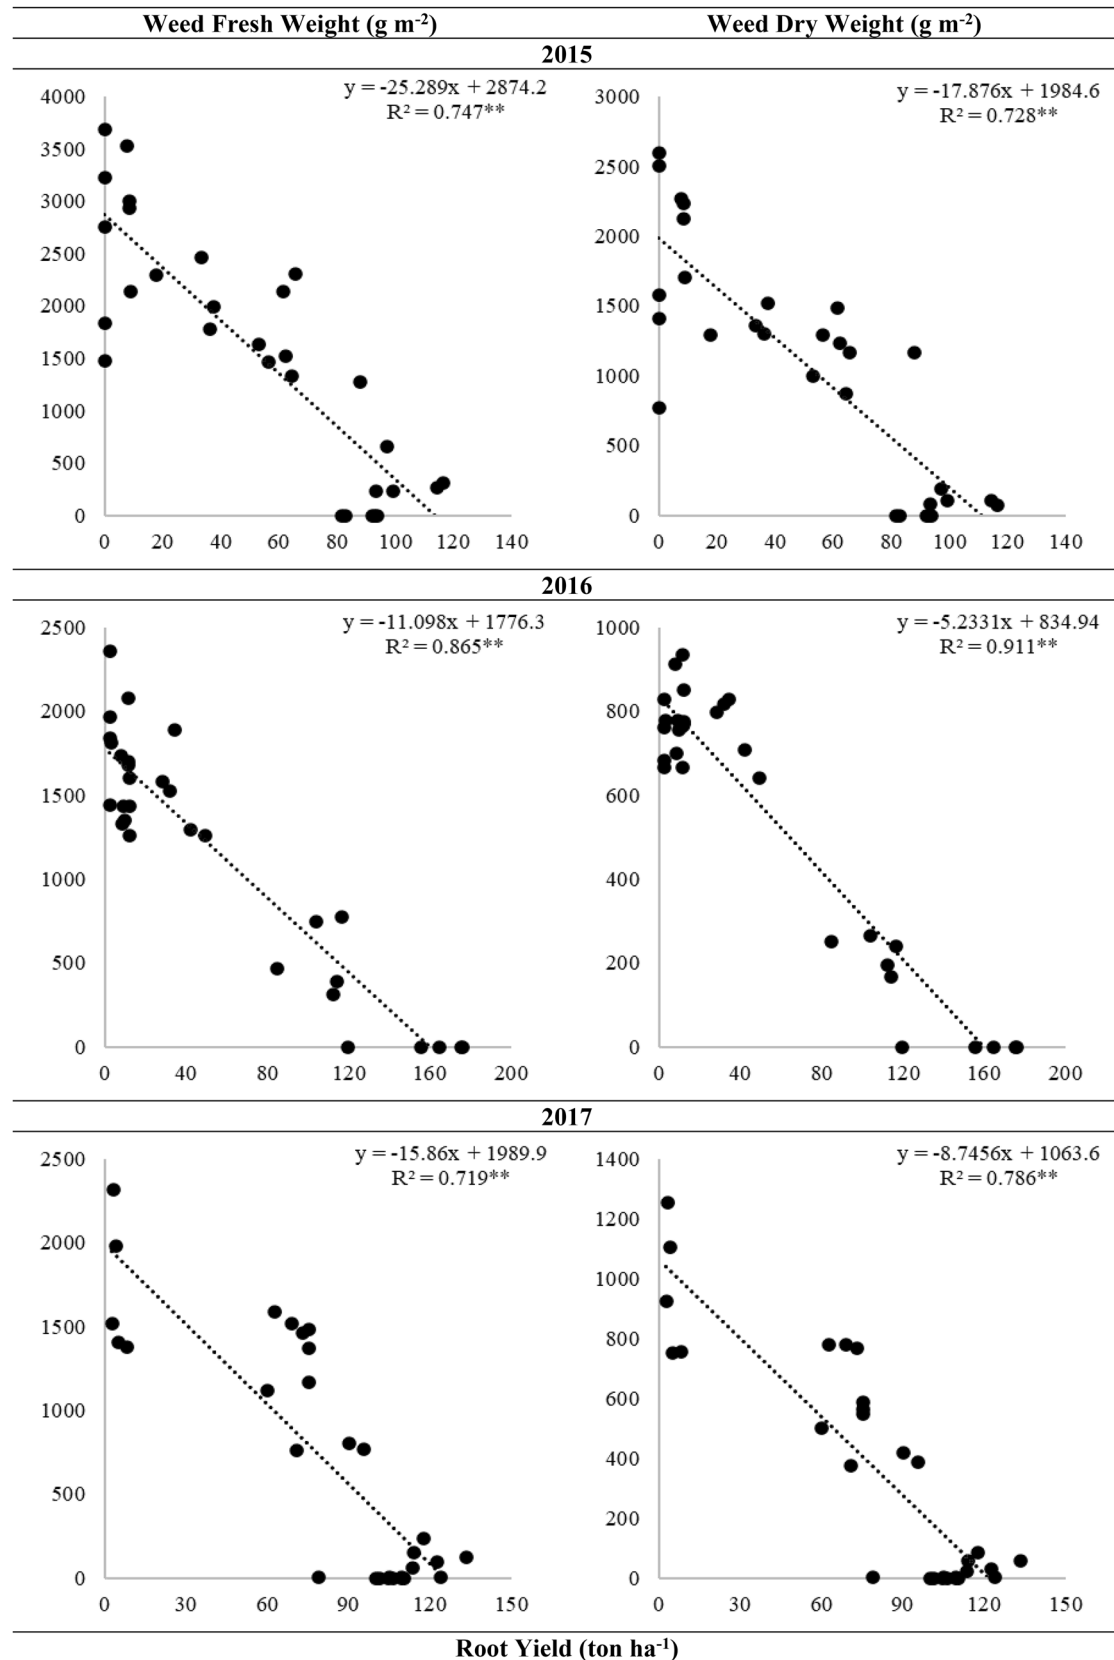 Weed Fresh Weight (g m-2) Weed Dry Weight (g m-2)
2015
y = -25.289x + 2874.2
R² = 0.747**
4000
3500
3000
2500
2000
1500
1000
500
0
0 20 40 60 80 100 120 140
y = -17.876x + 1984.6
R² = 0.728**
3000
2500
2000
1500
1000
500
0
0 20 40 60 80 100 120 140
2016
y = -11.098x + 1776.3
R² = 0.865**
2500
2000
1500
1000
500
0
0 40 80 120 160 200
y = -5.2331x + 834.94
R² = 0.911**
1000
800
600
400
200
0
0 40 80 120 160 200
2017
y = -15.86x + 1989.9
R² = 0.719**
2500
2000
1500
1000
500
0
0 30 60 90 120 150
y = -8.7456x + 1063.6
R² = 0.786**
1400
1200
1000
800
600
400
200
0
0 30 60 90 120 150
Root Yield (ton ha-1)